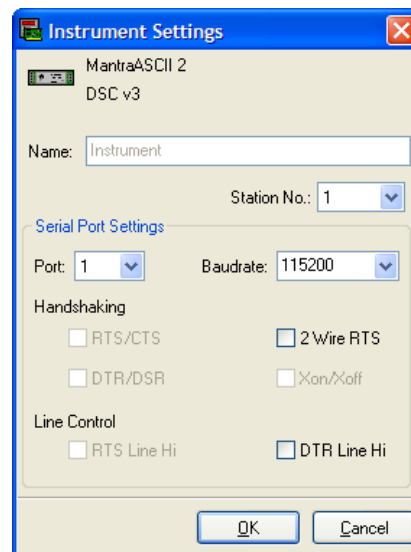 Instrument Settings
MantraASCII 2
DSC v3
Name: Instrument
Station No.: 1
Serial Port Settings
Port: 1 Baudrate: 115200
Handshaking
RTS/CTS 2 Wire RTS
DTR/DSR Xon/Xoff
Line Control
RTS Line Hi DTR Line Hi
OK Cancel